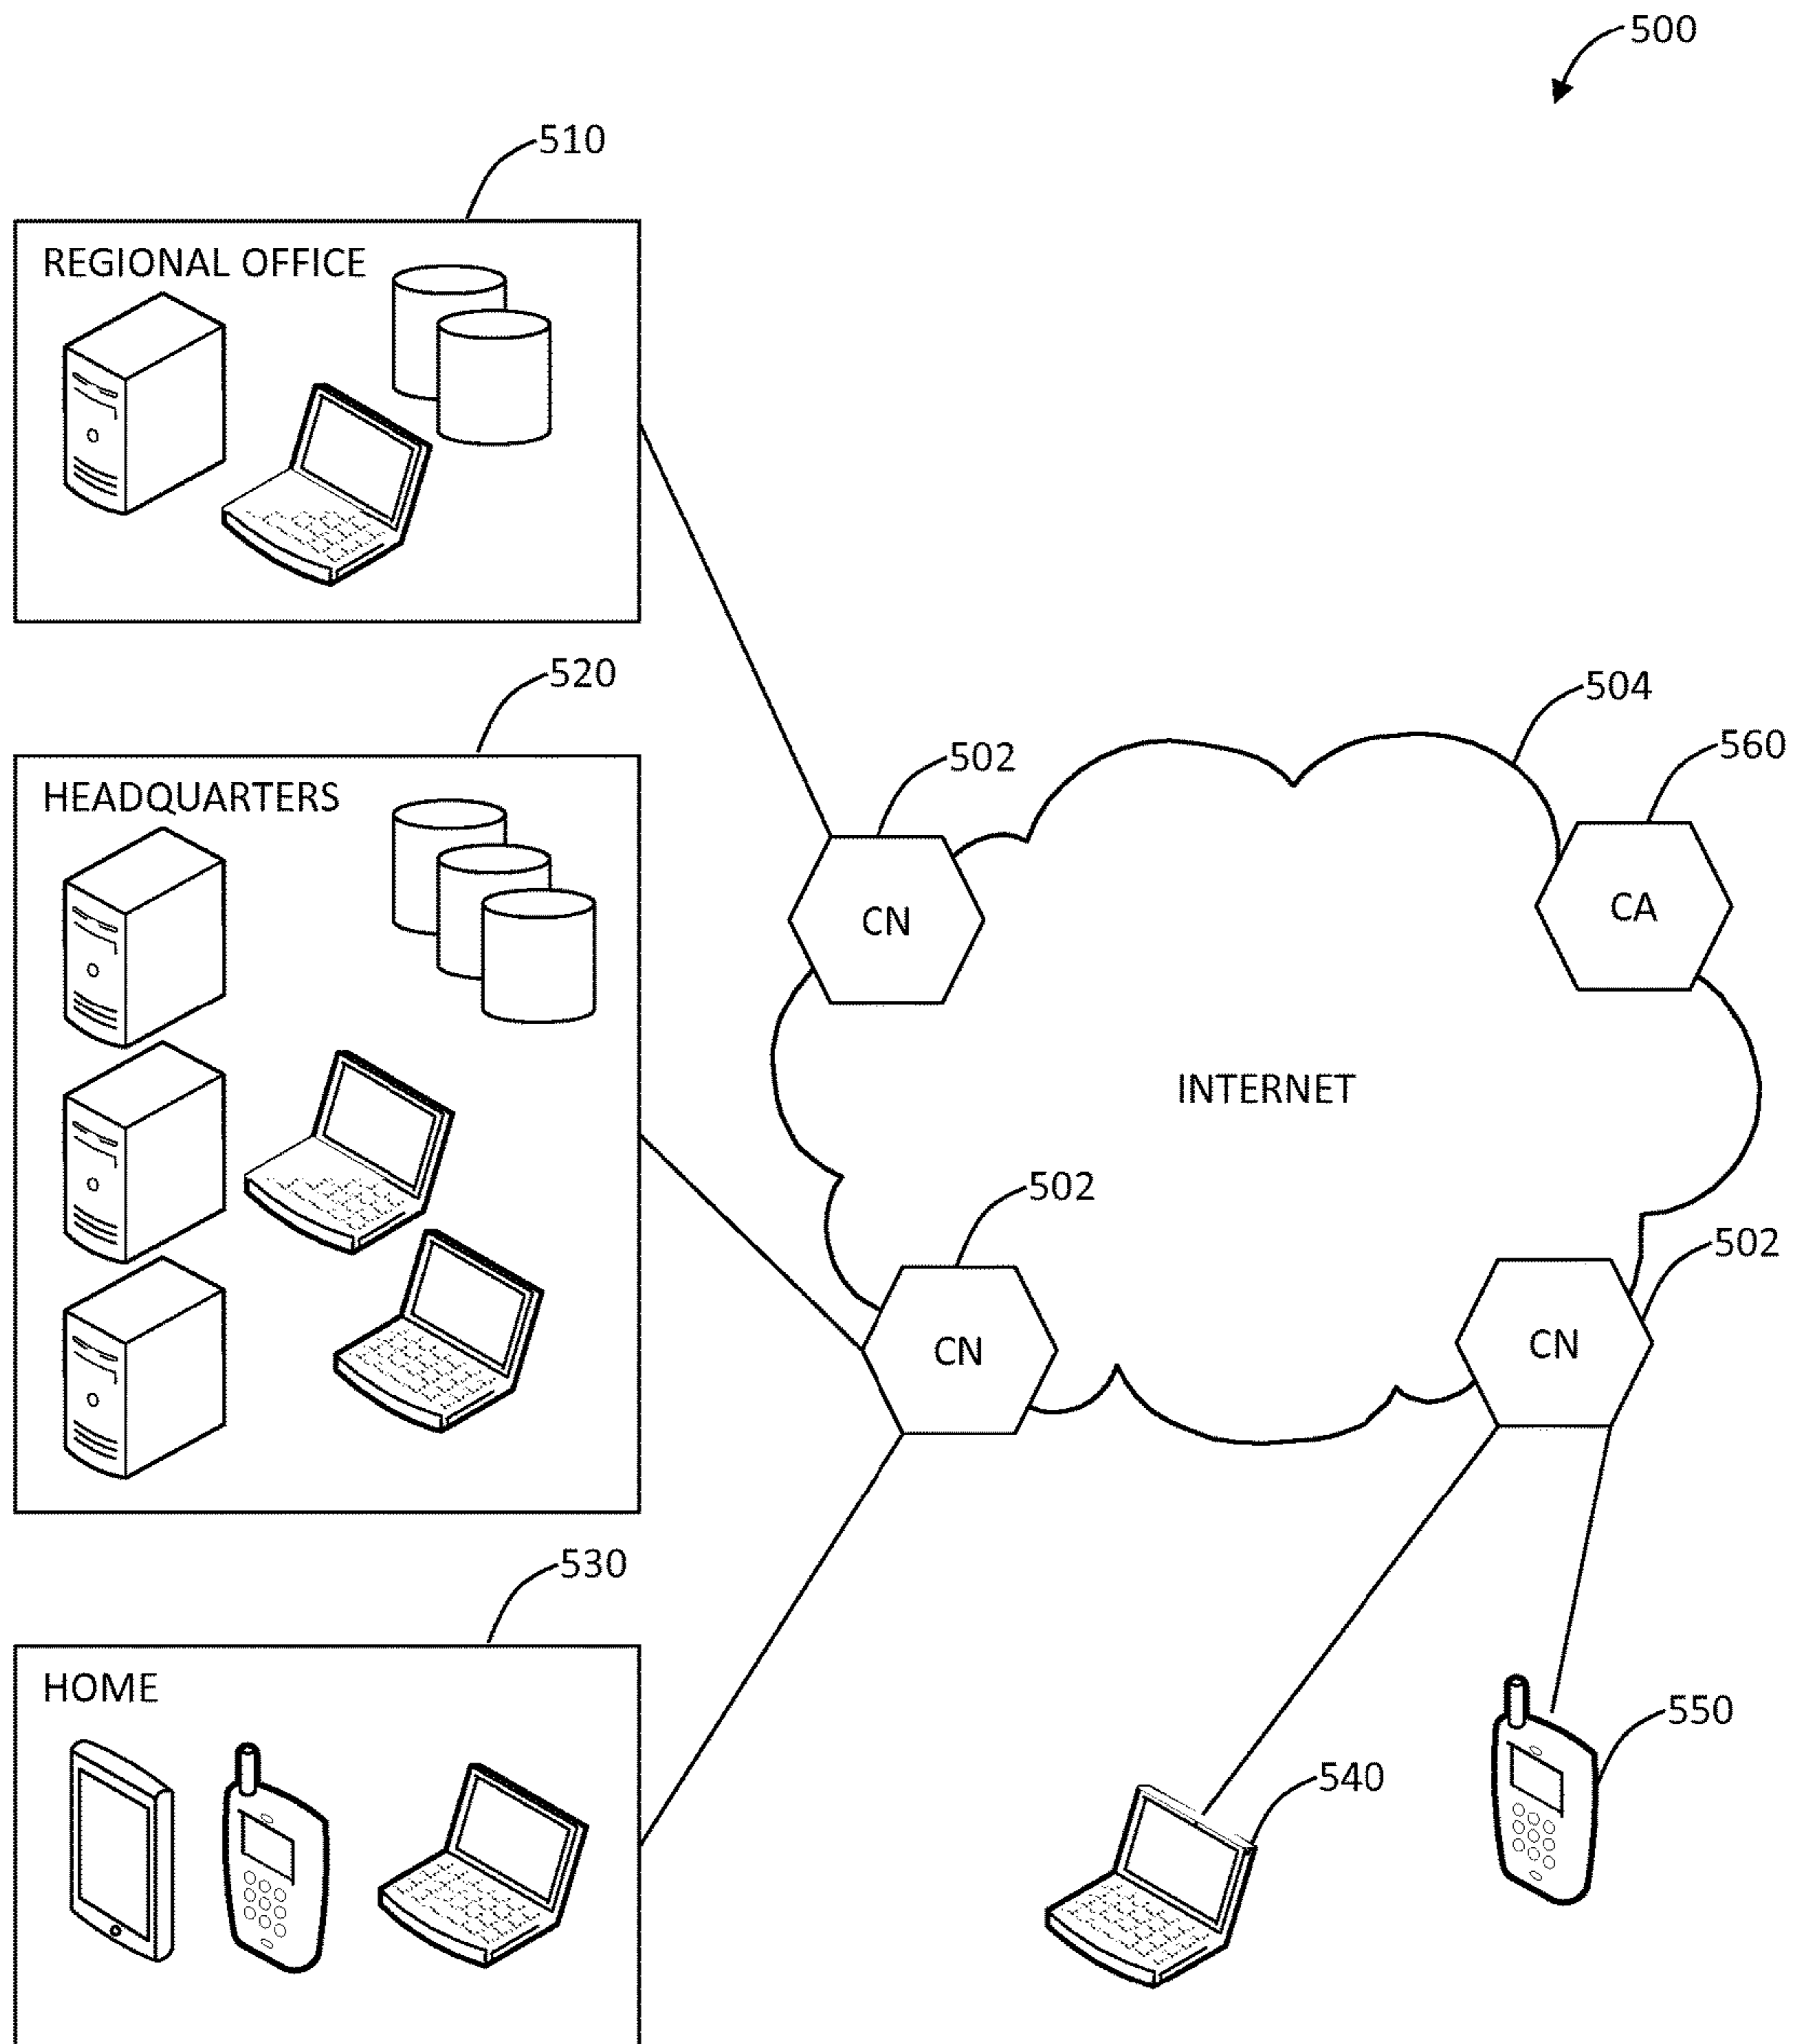 500
510
REGIONAL OFFICE
520
504
HEADQUARTERS
502
560
CN
CA
INTERNET
502
502
CN
CN
530
HOME
550
540